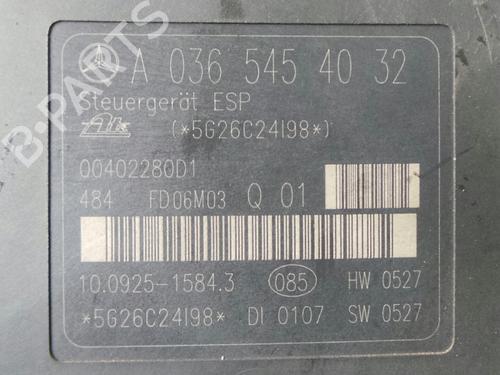 A 036 545 40 32
Steuergerät ESP
Ate (*5G26C24I98*)
00402280D1
484 FD06M03 Q 01
10.0925-1584.3 085 HW 0527
*5G26C24I98* DI 0107 SW 0527
B-PARTS